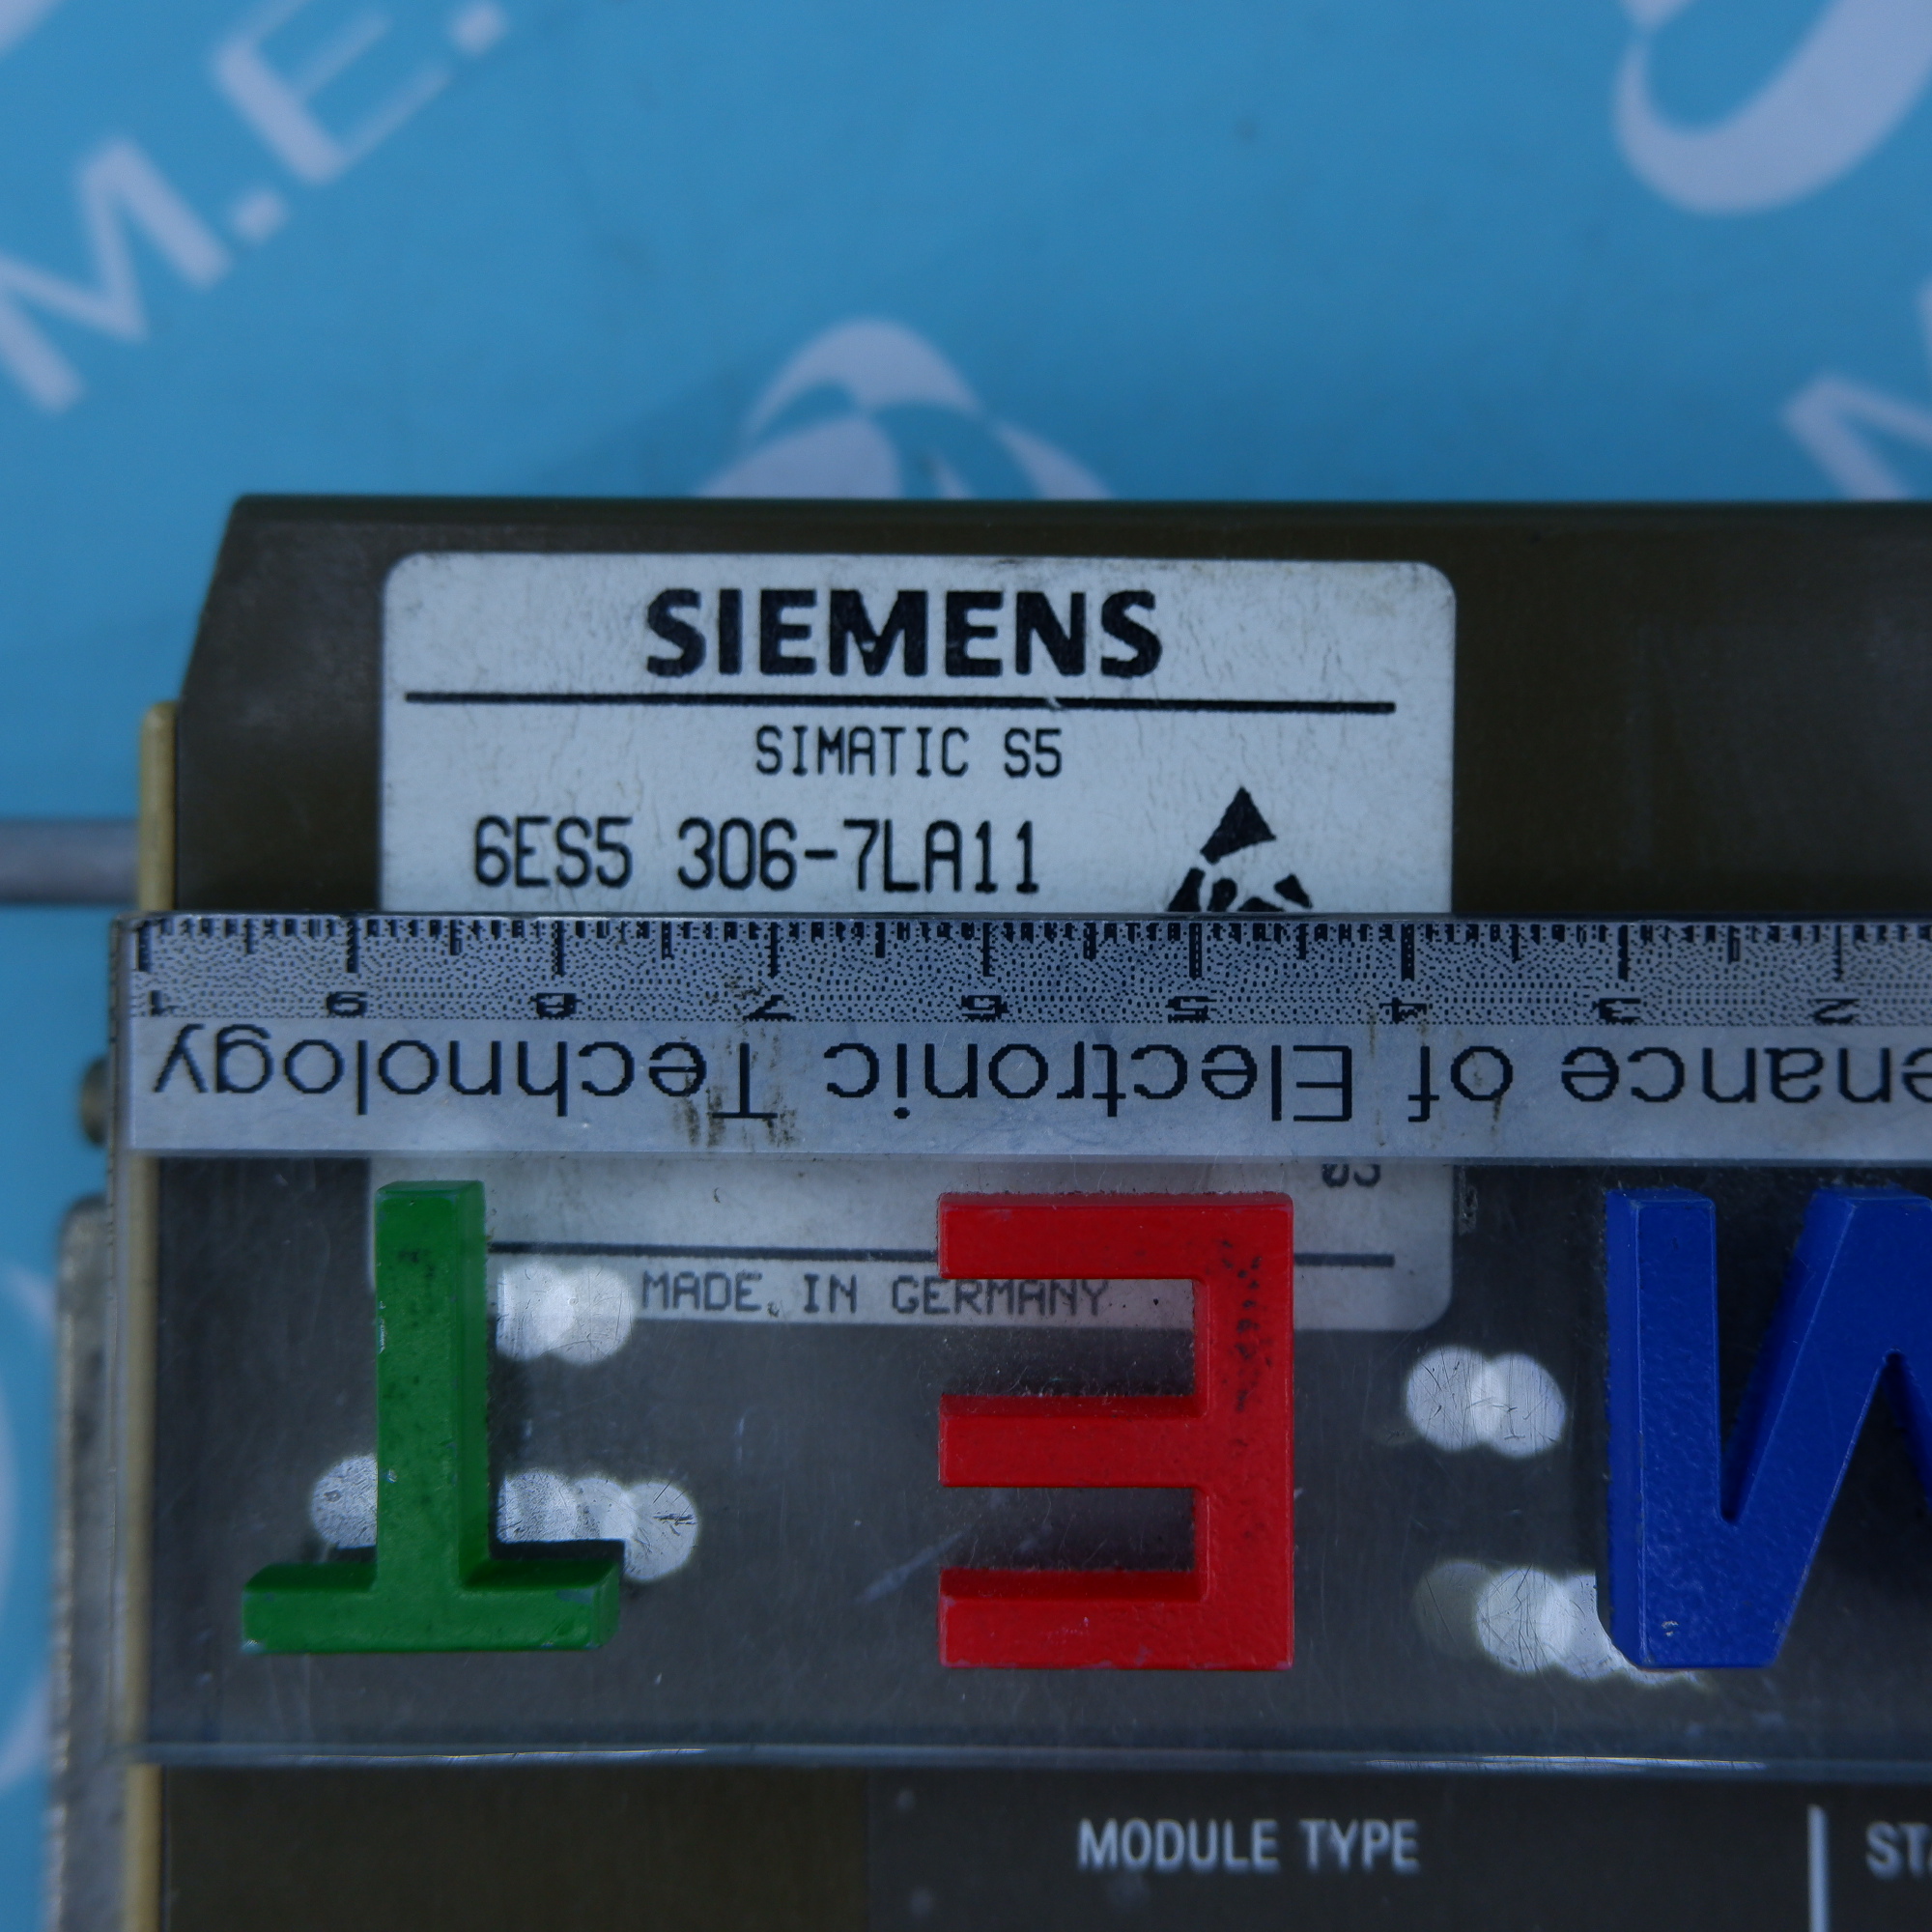 M.E.
SIEMENS
SIMATIC S5
6ES5 306-7LA11
1 9 8 7 6 5 4 3 2
enance of Electronic Technology
03
MADE IN GERMANY
T E M
MODULE TYPE
STA